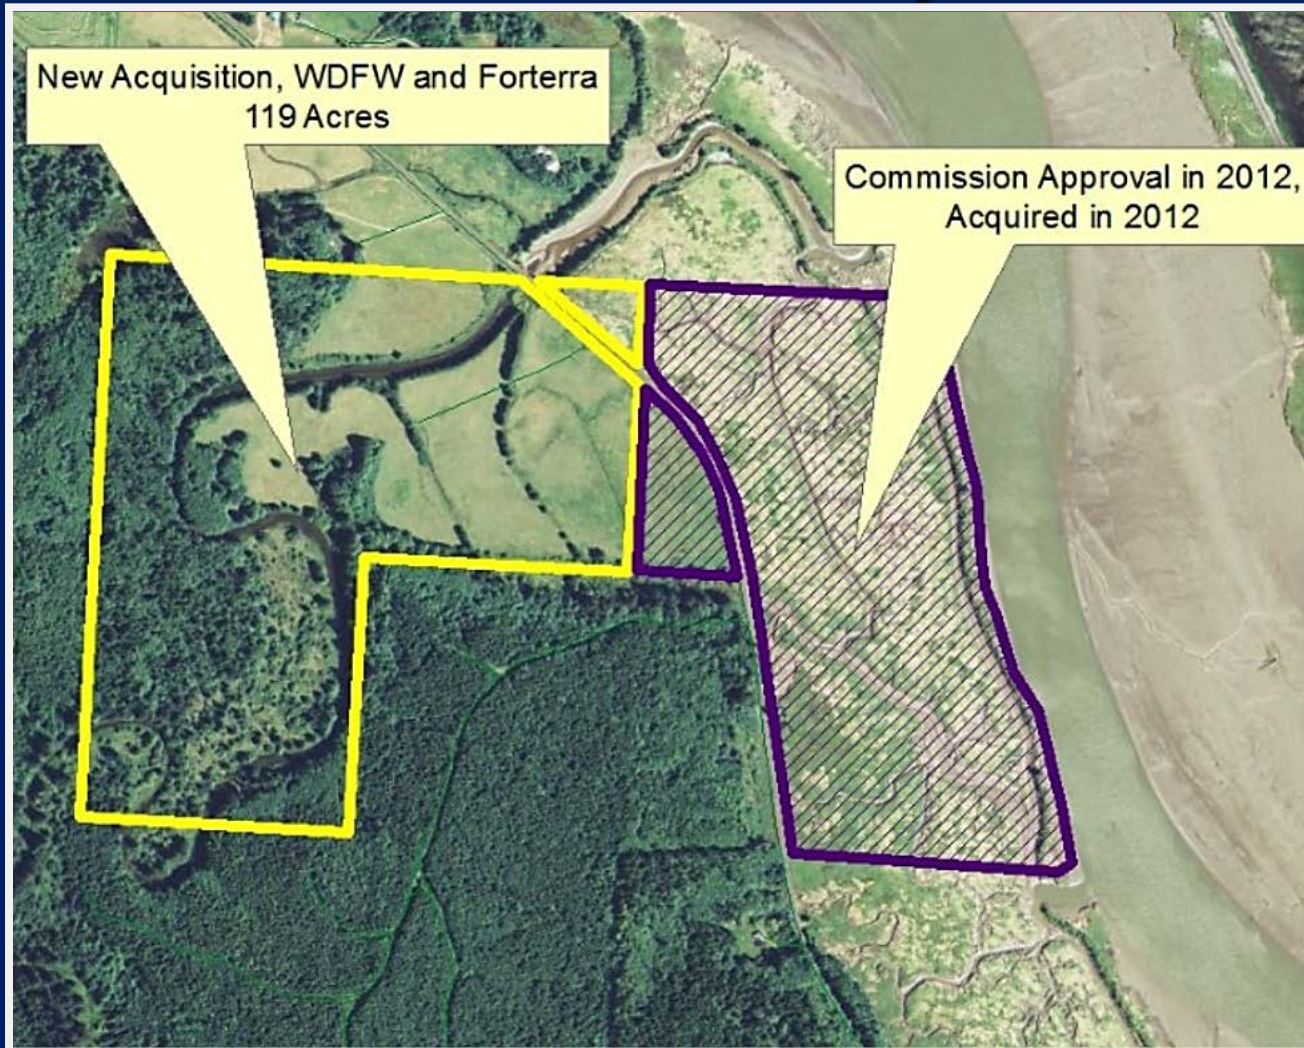 New Acquisition, WDFW and Forterra
119 Acres
Commission Approval in 2012,
Acquired in 2012